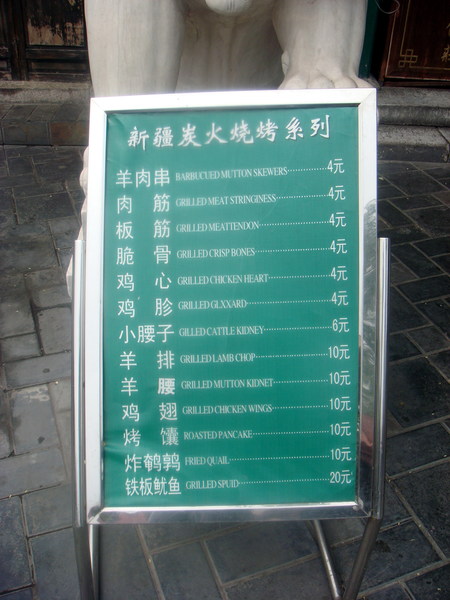 新疆炭火烧烤系列
羊肉串 BARBUCUED MUTTON SKEWERS 4元
肉筋 GRILLED MEAT STRINGINESS 4元
板筋 GRILLED MEATTENDON 4元
脆骨 GRILLED CRISP BONES 4元
鸡心 GRILLED CHICKEN HEART 4元
鸡胗 GRILLED GLXXARD 4元
小腰子 GILLED CATTLE KIDNEY 6元
羊排 GRILLED LAMB CHOP 10元
羊腰 GRILLED MUTTON KIDNET 10元
鸡翅 GRILLED CHICKEN WINGS 10元
烤馕 ROASTED PANCAKE 10元
炸鹌鹑 FRIED QUAIL 10元
铁板鱿鱼 GRILLED SPUID 20元